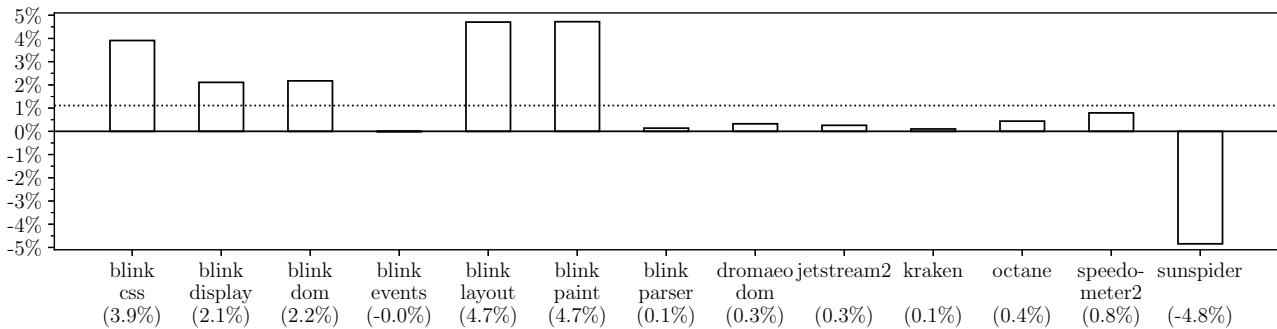 5%
4%
3%
2%
1%
0%
-1%
-2%
-3%
-4%
-5%
blink
css
(3.9%)
blink
display
(2.1%)
blink
dom
(2.2%)
blink
events
(-0.0%)
blink
layout
(4.7%)
blink
paint
(4.7%)
blink
parser
(0.1%)
dromaeo
dom
(0.3%)
jetstream2
(0.3%)
kraken
(0.1%)
octane
(0.4%)
speedo-
meter2
(0.8%)
sunspider
(-4.8%)